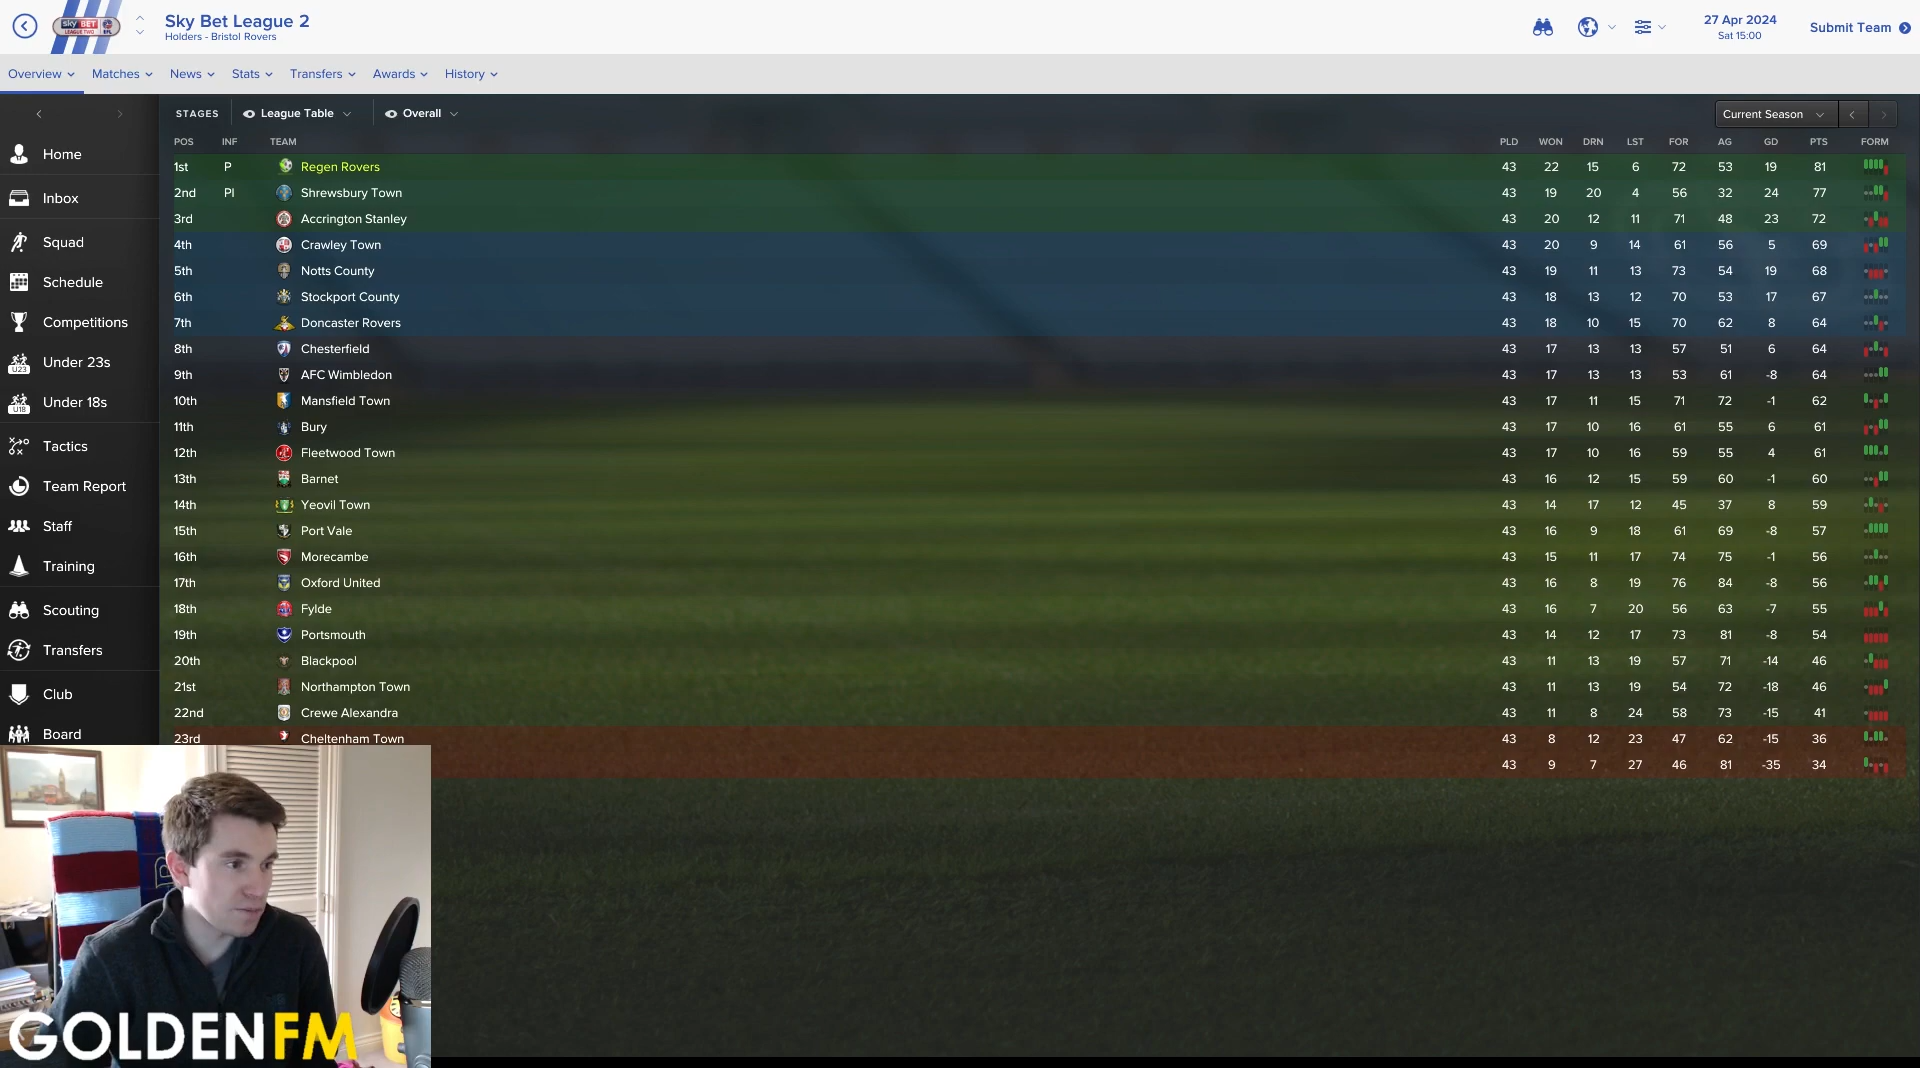 Sky Bet League 2
Holders - Bristol Rovers
27 Apr 2024
Sat 15:00
Submit Team
Overview Matches News Stats Transfers Awards History
STAGES League Table Overall Current Season
POS INF TEAM PLD WON DRN LST FOR AG GD PTS FORM
1st P Regen Rovers 43 22 15 6 72 53 19 81
2nd Pl Shrewsbury Town 43 19 20 4 56 32 24 77
3rd Accrington Stanley 43 20 12 11 71 48 23 72
4th Crawley Town 43 20 9 14 61 56 5 69
5th Notts County 43 19 11 13 73 54 19 68
6th Stockport County 43 18 13 12 70 53 17 67
7th Doncaster Rovers 43 18 10 15 70 62 8 64
8th Chesterfield 43 17 13 13 57 51 6 64
9th AFC Wimbledon 43 17 13 13 53 61 -8 64
10th Mansfield Town 43 17 11 15 71 72 -1 62
11th Bury 43 17 10 16 61 55 6 61
12th Fleetwood Town 43 17 10 16 59 55 4 61
13th Barnet 43 16 12 15 59 60 -1 60
14th Yeovil Town 43 14 17 12 45 37 8 59
15th Port Vale 43 16 9 18 61 69 -8 57
16th Morecambe 43 15 11 17 74 75 -1 56
17th Oxford United 43 16 8 19 76 84 -8 56
18th Fylde 43 16 7 20 56 63 -7 55
19th Portsmouth 43 14 12 17 73 81 -8 54
20th Blackpool 43 11 13 19 57 71 -14 46
21st Northampton Town 43 11 13 19 54 72 -18 46
22nd Crewe Alexandra 43 11 8 24 58 73 -15 41
23rd Cheltenham Town 43 8 12 23 47 62 -15 36
43 9 7 27 46 81 -35 34
Home
Inbox
Squad
Schedule
Competitions
Under 23s
Under 18s
Tactics
Team Report
Staff
Training
Scouting
Transfers
Club
Board
GOLDENFM